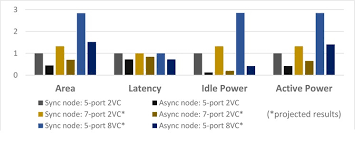 3
2
1
0
Area Latency Idle Power Active Power
Sync node: 5-port 2VC Async node: 5-port 2VC
Sync node: 7-port 2VC* Async node: 7-port 2VC* (*projected results)
Sync node: 5-port 8VC* Async node: 5-port 8VC*